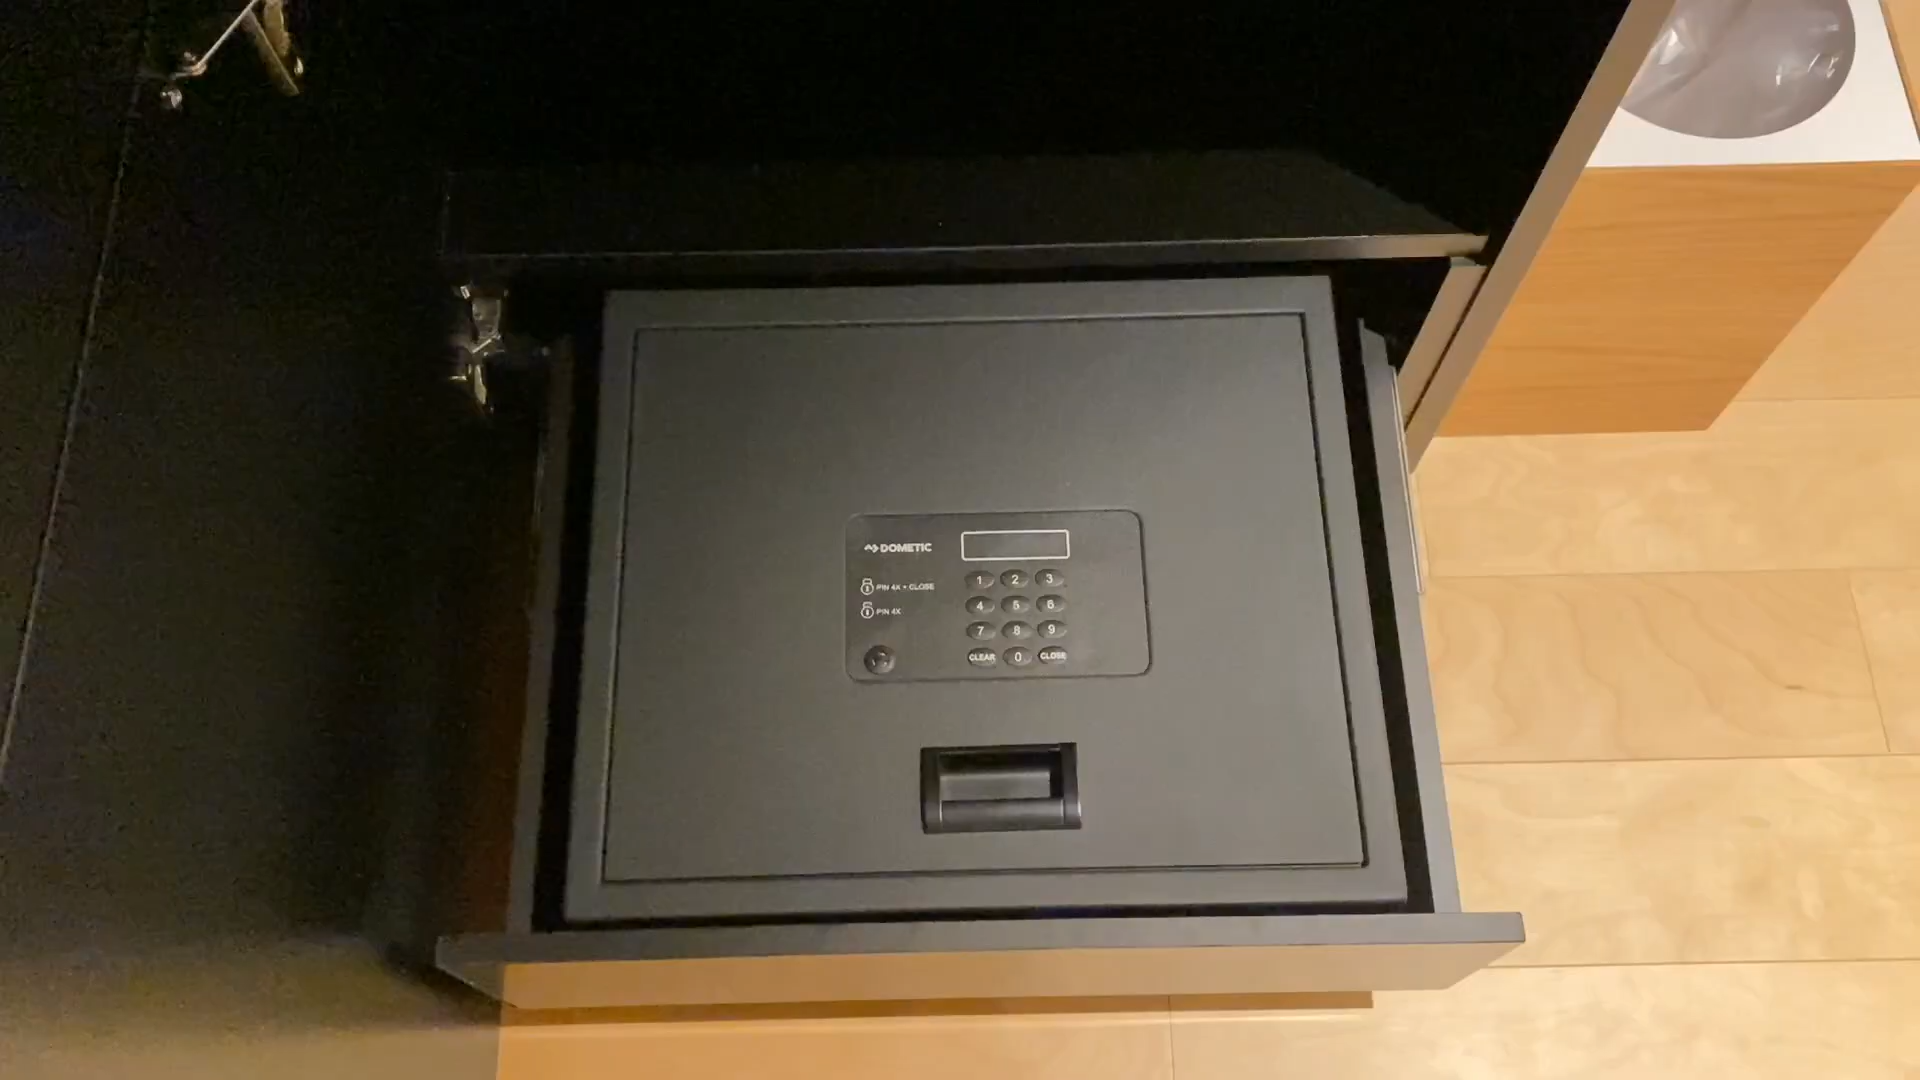 DOMETIC
PIN 4X + CLOSE
PIN 4X
1 2 3
4 5 6
7 8 9
CLEAR 0 CLOSE